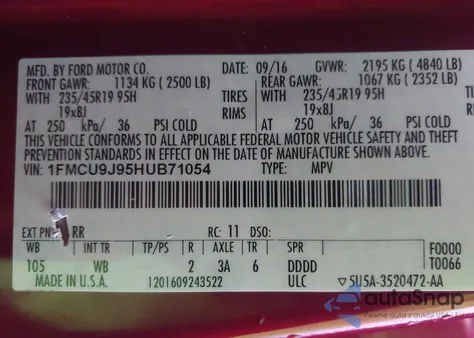 MFD. BY FORD MOTOR CO. DATE: 09/16 GVWR: 2195 KG (4840 LB)
FRONT GAWR: 1134 KG (2500 LB) REAR GAWR: 1067 KG (2352 LB)
WITH 235/45R19 95H TIRES WITH 235/45R19 95H
19x8J RIMS 19x8J
AT 250 kPa/ 36 PSI COLD AT 250 kPa/ 36 PSI COLD
THIS VEHICLE CONFORMS TO ALL APPLICABLE FEDERAL MOTOR VEHICLE SAFETY AND THEFT
PREVENTION STANDARDS IN EFFECT ON THE DATE OF MANUFACTURE SHOWN ABOVE.
VIN: 1FMCU9J95HUB71054 TYPE: MPV
EXT PNT: RR RC: 11 DSO:
WB INT TR TP/PS R AXLE TR SPR F0000
105 WB 2 3A 6 DDDD T0066
MADE IN U.S.A. 1201609243522 ULC ▽5U5A-3520472-AA
autoSnap